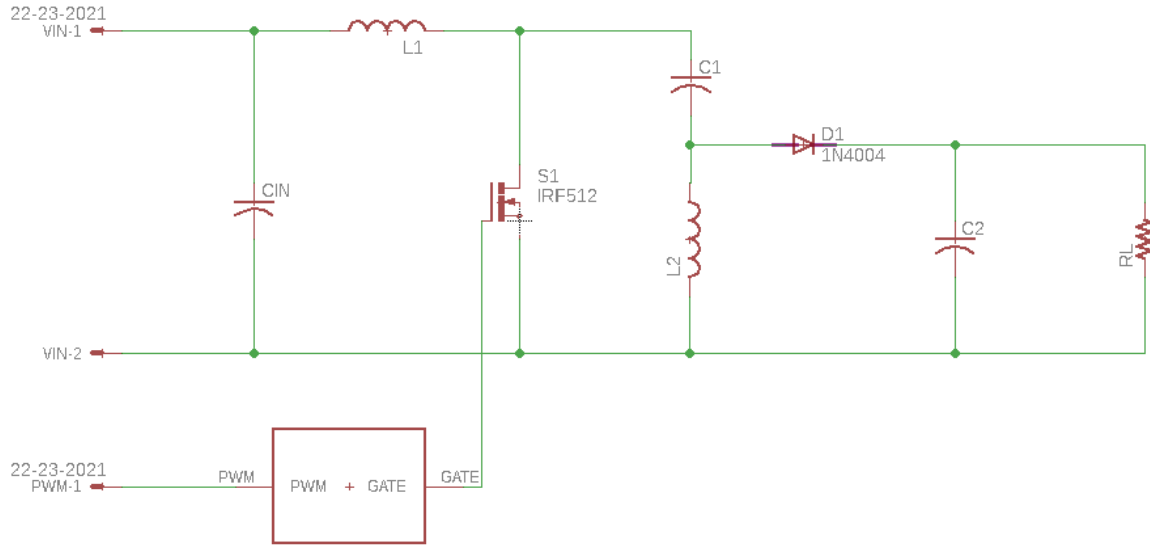 22-23-2021
VIN-1
L1
C1
D1
1N4004
S1
IRF512
CIN
C2
L2
RL
VIN-2
22-23-2021
PWM-1
PWM
PWM + GATE
GATE